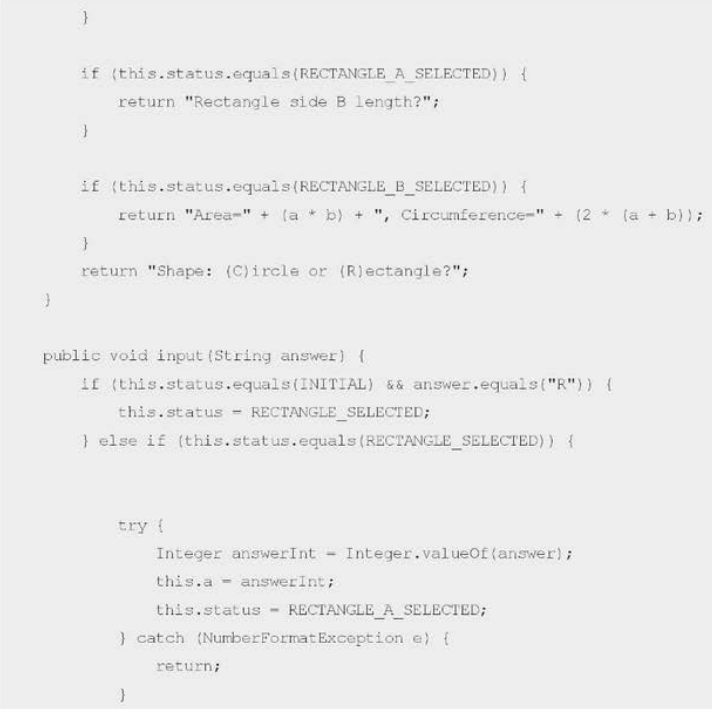 }
if (this.status.equals(RECTANGLE_A_SELECTED)) {
return "Rectangle side B length?";
}
if (this.status.equals(RECTANGLE_B_SELECTED)) {
return "Area=" + (a * b) + ", Circumference=" + (2 * (a + b));
}
return "Shape: (C)ircle or (R)ectangle?";
}
public void input(String answer) {
if (this.status.equals(INITIAL) && answer.equals("R")) {
this.status = RECTANGLE_SELECTED;
} else if (this.status.equals(RECTANGLE_SELECTED)) {
try {
Integer answerInt = Integer.valueOf(answer);
this.a = answerInt;
this.status = RECTANGLE_A_SELECTED;
} catch (NumberFormatException e) {
return;
}